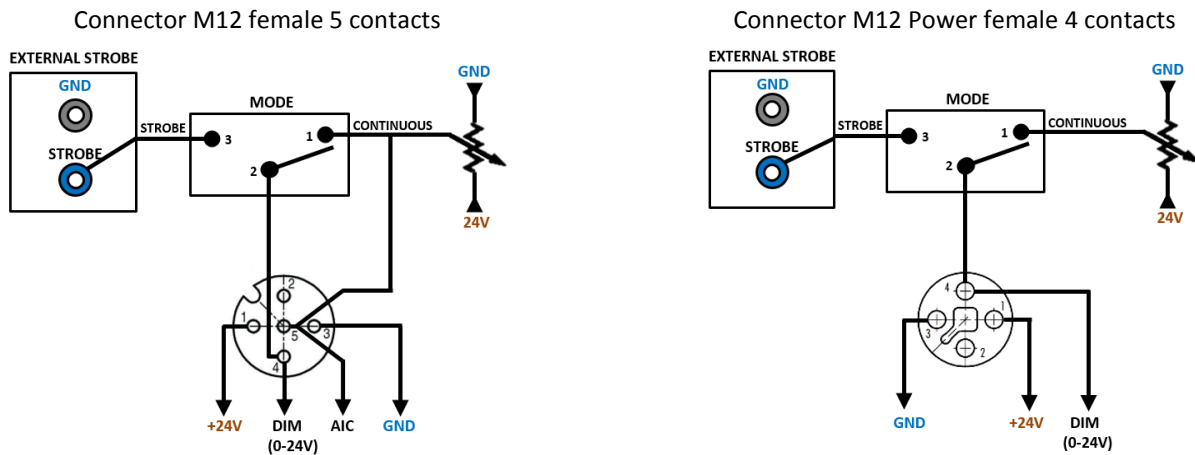 Connector M12 female 5 contacts
EXTERNAL STROBE
GND
STROBE
STROBE
MODE
3
1
2
CONTINUOUS
GND
24V
2
1
5
3
4
+24V
DIM
(0-24V)
AIC
GND
Connector M12 Power female 4 contacts
EXTERNAL STROBE
GND
STROBE
STROBE
MODE
3
1
2
CONTINUOUS
GND
24V
4
1
3
2
GND
+24V
DIM
(0-24V)